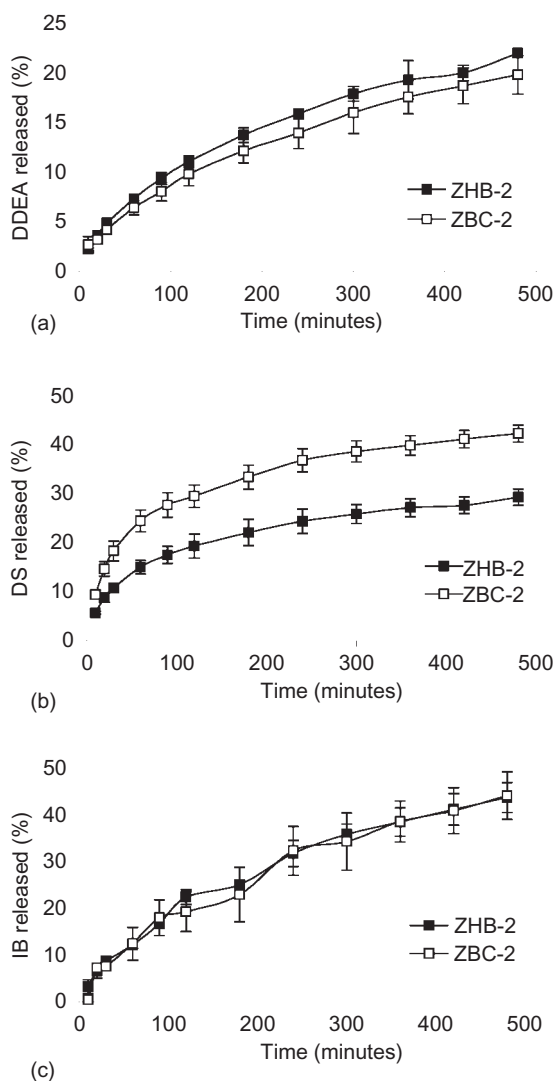 25
20
15
10
5
0
DDEA released (%)
ZHB-2
ZBC-2
0 100 200 300 400 500
Time (minutes)
(a)
50
40
30
20
10
0
DS released (%)
ZHB-2
ZBC-2
0 100 200 300 400 500
Time (minutes)
(b)
50
40
30
20
10
0
IB released (%)
ZHB-2
ZBC-2
0 100 200 300 400 500
Time (minutes)
(c)